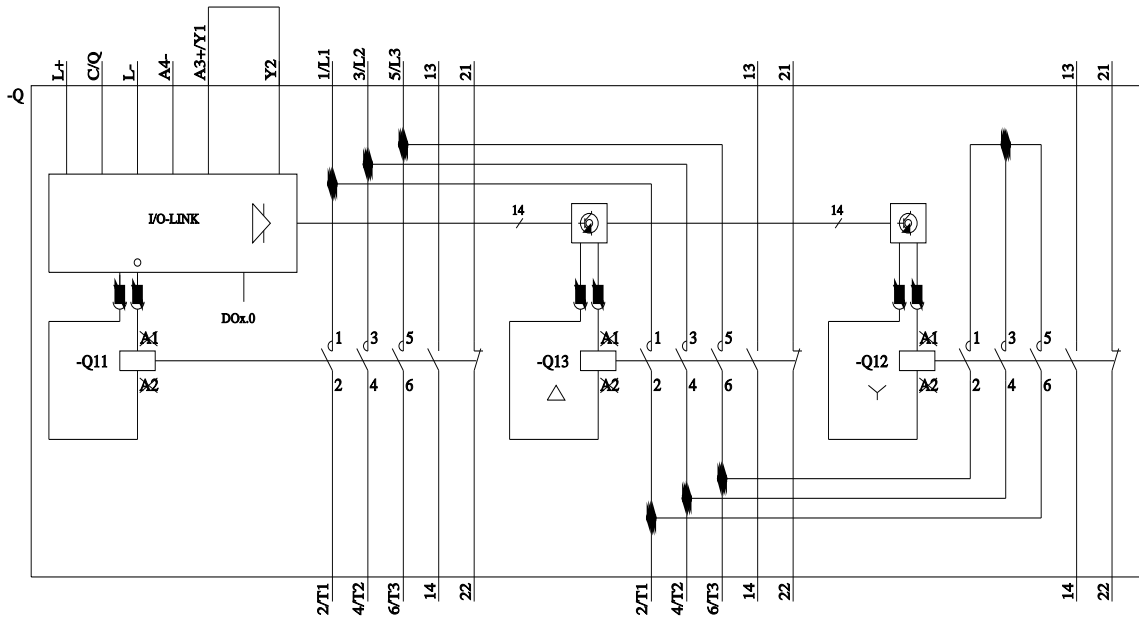 L+
C/Q
L-
A4-
A3+/Y1
Y2
1/L1
3/L2
5/L3
13
21
13
21
13
21
-Q
I/O-LINK
14
14
DOx.0
A1
1
3
5
A1
1
3
5
A1
1
3
5
-Q11
-Q13
-Q12
A2
2
4
6
A2
2
4
6
A2
2
4
6
2/T1
4/T2
6/T3
14
22
2/T1
4/T2
6/T3
14
22
14
22